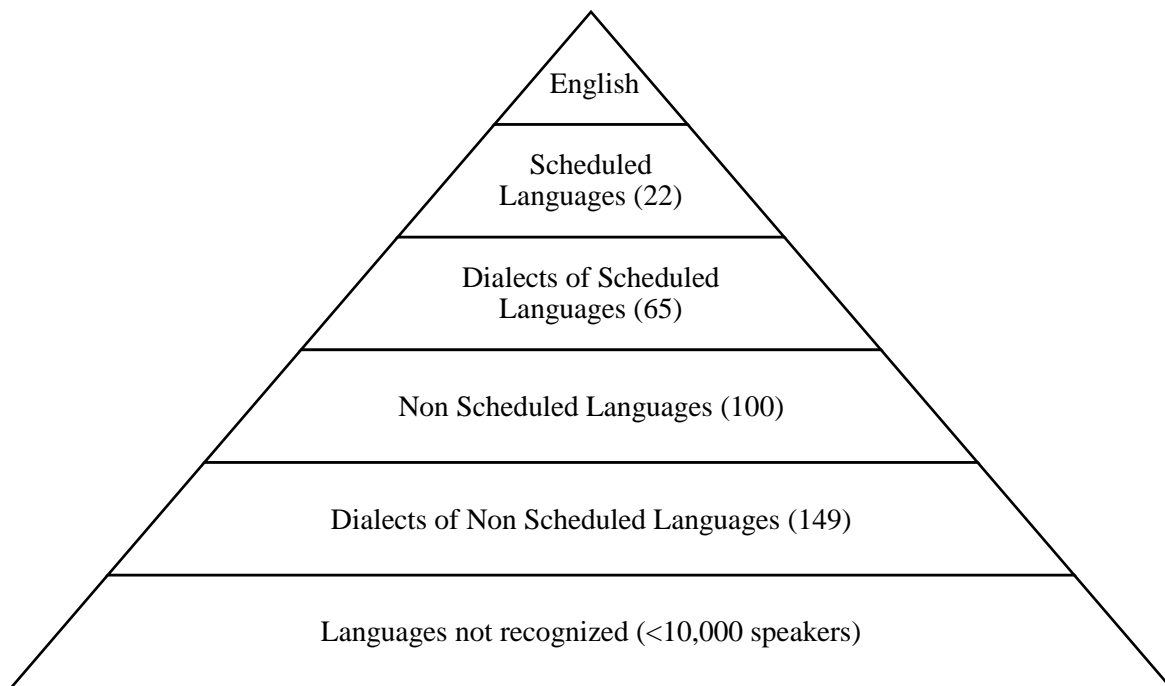 English
Scheduled
Languages (22)
Dialects of Scheduled
Languages (65)
Non Scheduled Languages (100)
Dialects of Non Scheduled Languages (149)
Languages not recognized (<10,000 speakers)